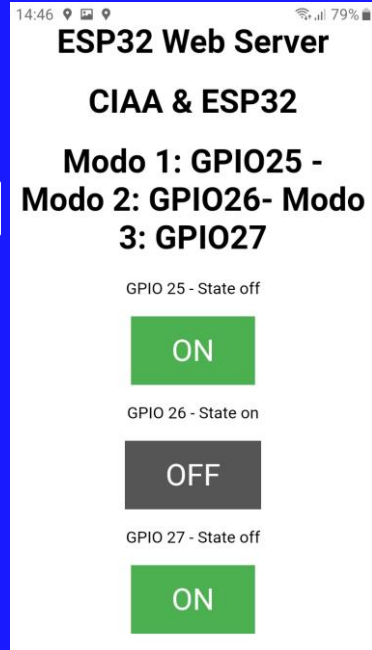 14:46 79%
ESP32 Web Server
CIAA & ESP32
Modo 1: GPIO25 -
Modo 2: GPIO26- Modo
3: GPIO27
GPIO 25 - State off
ON
GPIO 26 - State on
OFF
GPIO 27 - State off
ON